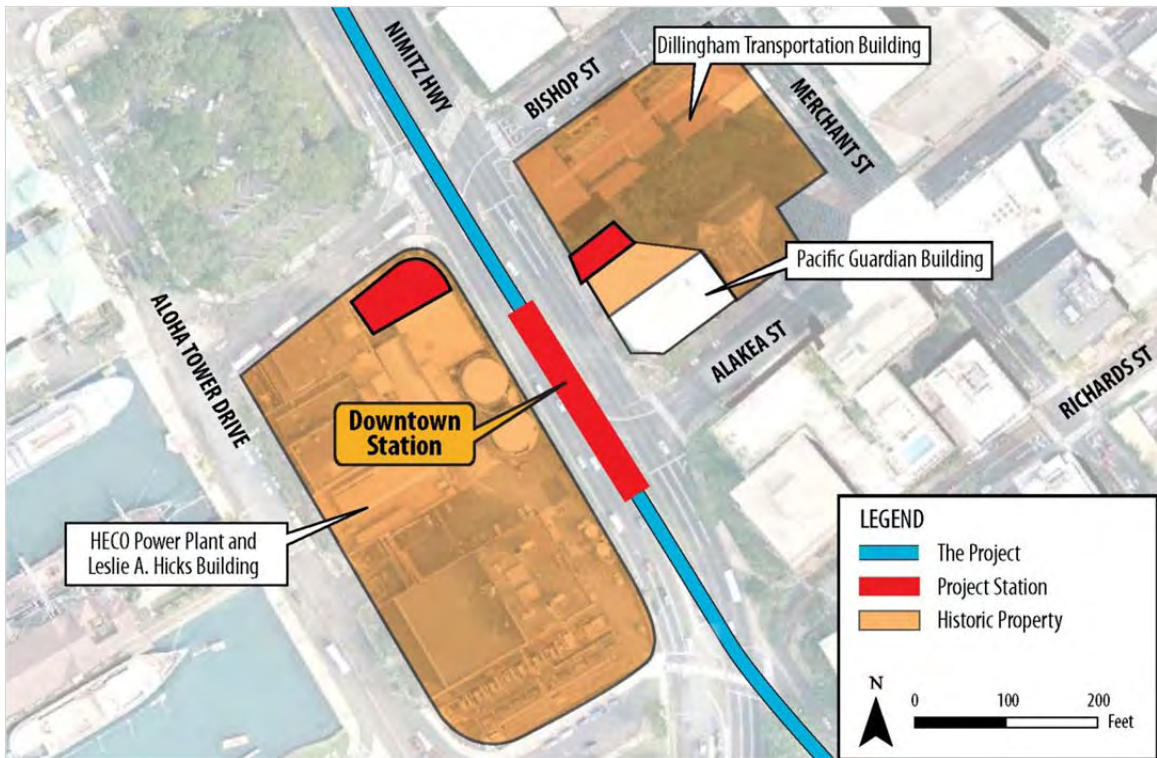 NIMITZ HWY
BISHOP ST
Dillingham Transportation Building
MERCHANT ST
Pacific Guardian Building
ALOHA TOWER DRIVE
ALAKEA ST
RICHARDS ST
Downtown
Station
HECO Power Plant and
Leslie A. Hicks Building
LEGEND
The Project
Project Station
Historic Property
N
0 100 200
Feet